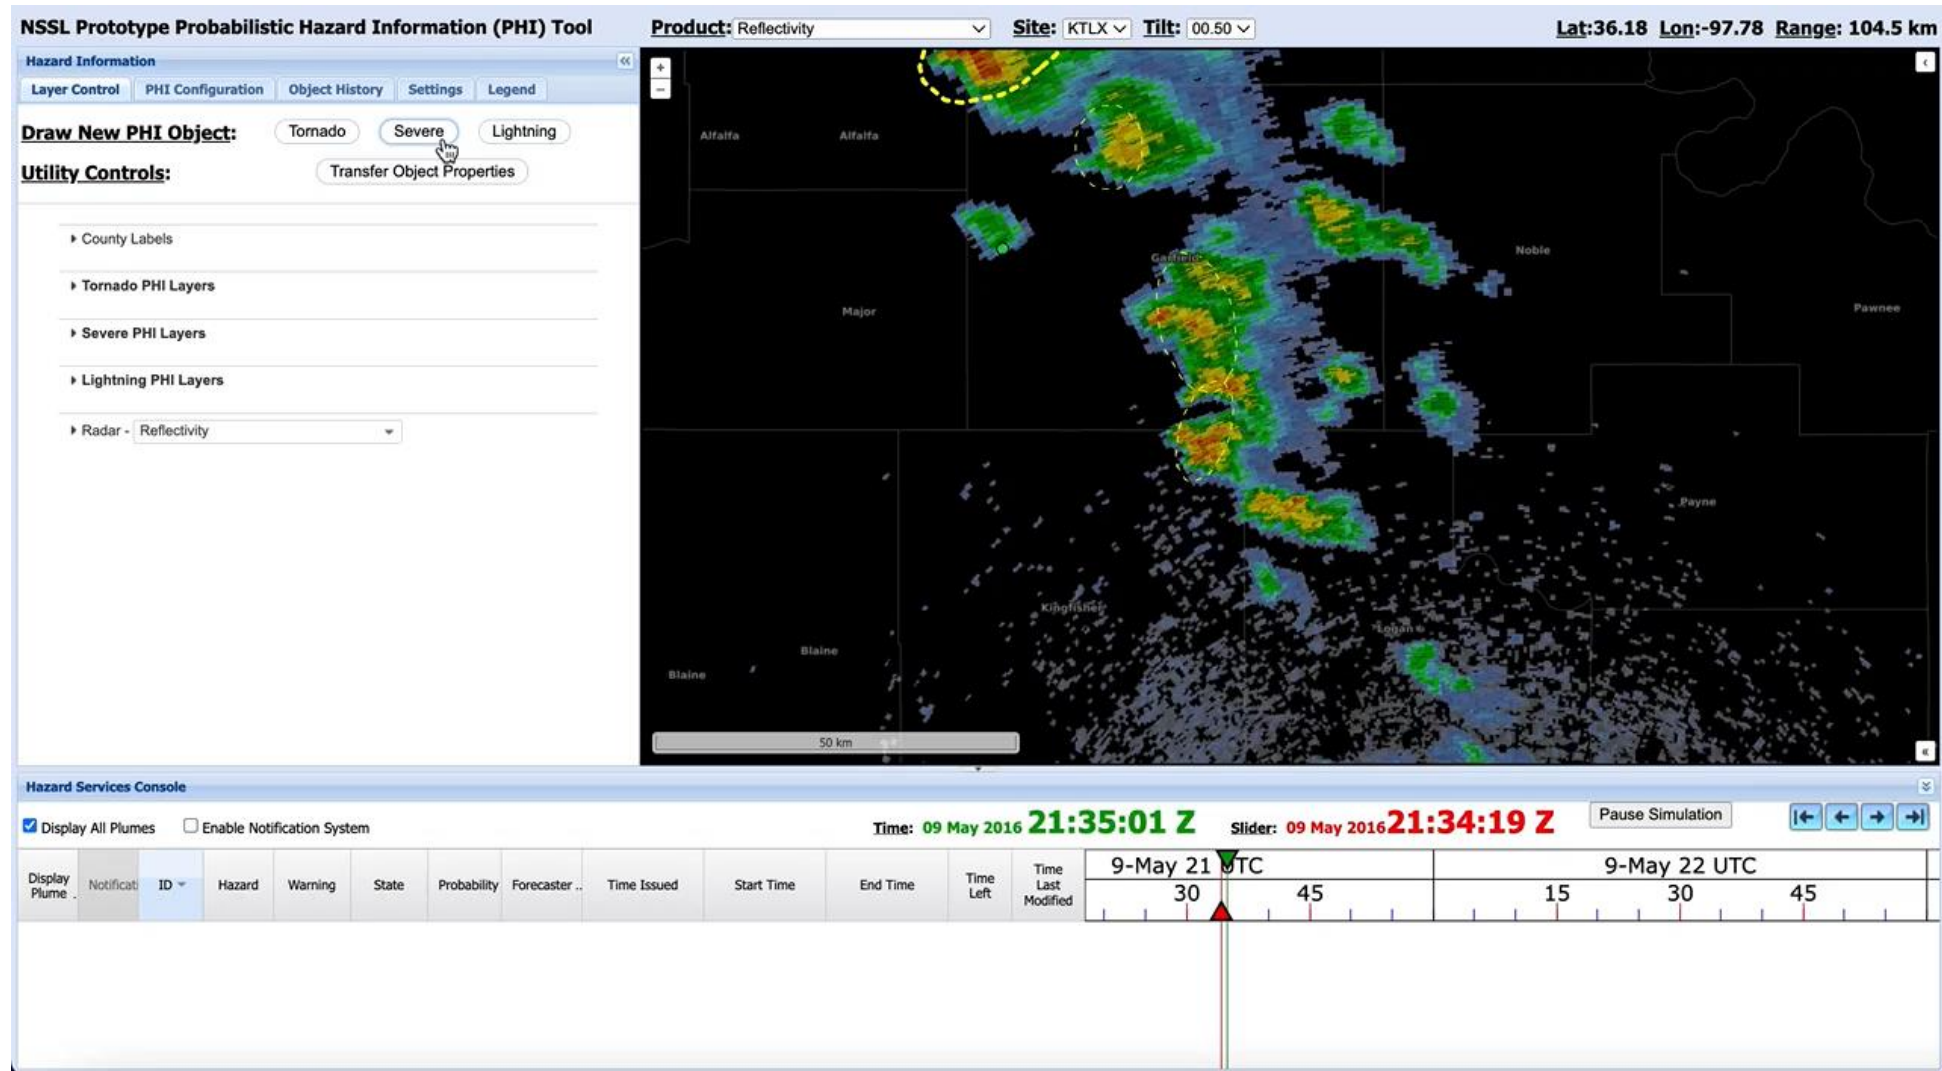 NSSL Prototype Probabilistic Hazard Information (PHI) Tool
Product: Reflectivity Site: KTLX Tilt: 00.50
Lat:36.18 Lon:-97.78 Range: 104.5 km
Hazard Information
Layer Control PHI Configuration Object History Settings Legend
Draw New PHI Object: Tornado Severe Lightning
Utility Controls: Transfer Object Properties
County Labels
Tornado PHI Layers
Severe PHI Layers
Lightning PHI Layers
Radar - Reflectivity
+
−
Alfalfa Alfalfa
Garfield
Noble
Major
Pawnee
Payne
Kingfisher
Logan
Blaine
Blaine
50 km
Hazard Services Console
Display All Plumes Enable Notification System
Time: 09 May 2016 21:35:01 Z Slider: 09 May 2016 21:34:19 Z Pause Simulation
Display Plume . Notificati ID Hazard Warning State Probability Forecaster .. Time Issued Start Time End Time Time Left Time Last Modified
9-May 21 UTC 9-May 22 UTC
30 45 15 30 45